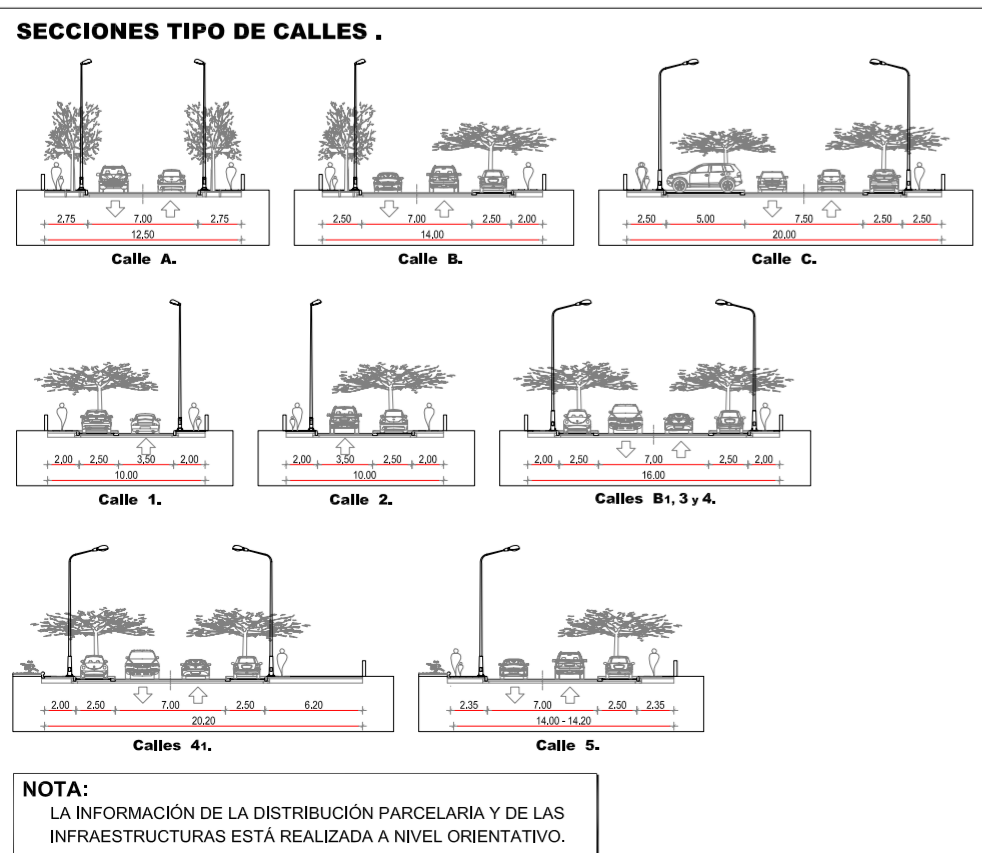 SECCIONES TIPO DE CALLES .
2,75 7,00 2,75
12,50
Calle A.
2,50 7,00 2,50 2,00
14,00
Calle B.
2,50 5,00 7,50 2,50 2,50
20,00
Calle C.
2,00 2,50 3,50 2,00
10,00
Calle 1.
2,00 3,50 2,50 2,00
10,00
Calle 2.
2,00 2,50 7,00 2,50 2,00
16,00
Calles B1, 3 y 4.
2,00 2,50 7,00 2,50 6,20
20,20
Calles 41.
2,35 7,00 2,50 2,35
14,00 - 14,20
Calle 5.
NOTA:
LA INFORMACIÓN DE LA DISTRIBUCIÓN PARCELARIA Y DE LAS
INFRAESTRUCTURAS ESTÁ REALIZADA A NIVEL ORIENTATIVO.